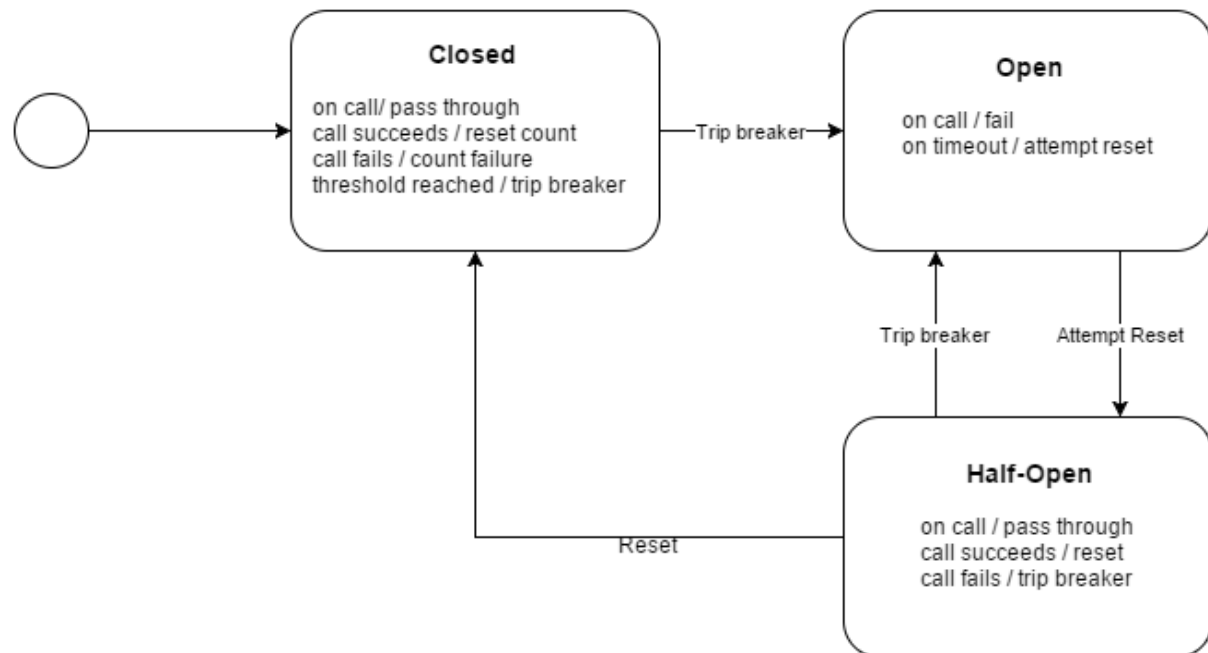 Closed
on call/ pass through
call succeeds / reset count
call fails / count failure
threshold reached / trip breaker
Trip breaker
Open
on call / fail
on timeout / attempt reset
Trip breaker
Attempt Reset
Half-Open
on call / pass through
call succeeds / reset
call fails / trip breaker
Reset